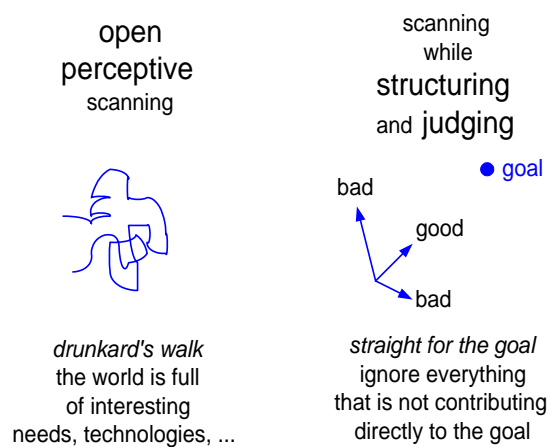 open
perceptive
scanning
drunkard's walk
the world is full
of interesting
needs, technologies, ...
scanning
while
structuring
and judging
goal
bad
good
bad
straight for the goal
ignore everything
that is not contributing
directly to the goal